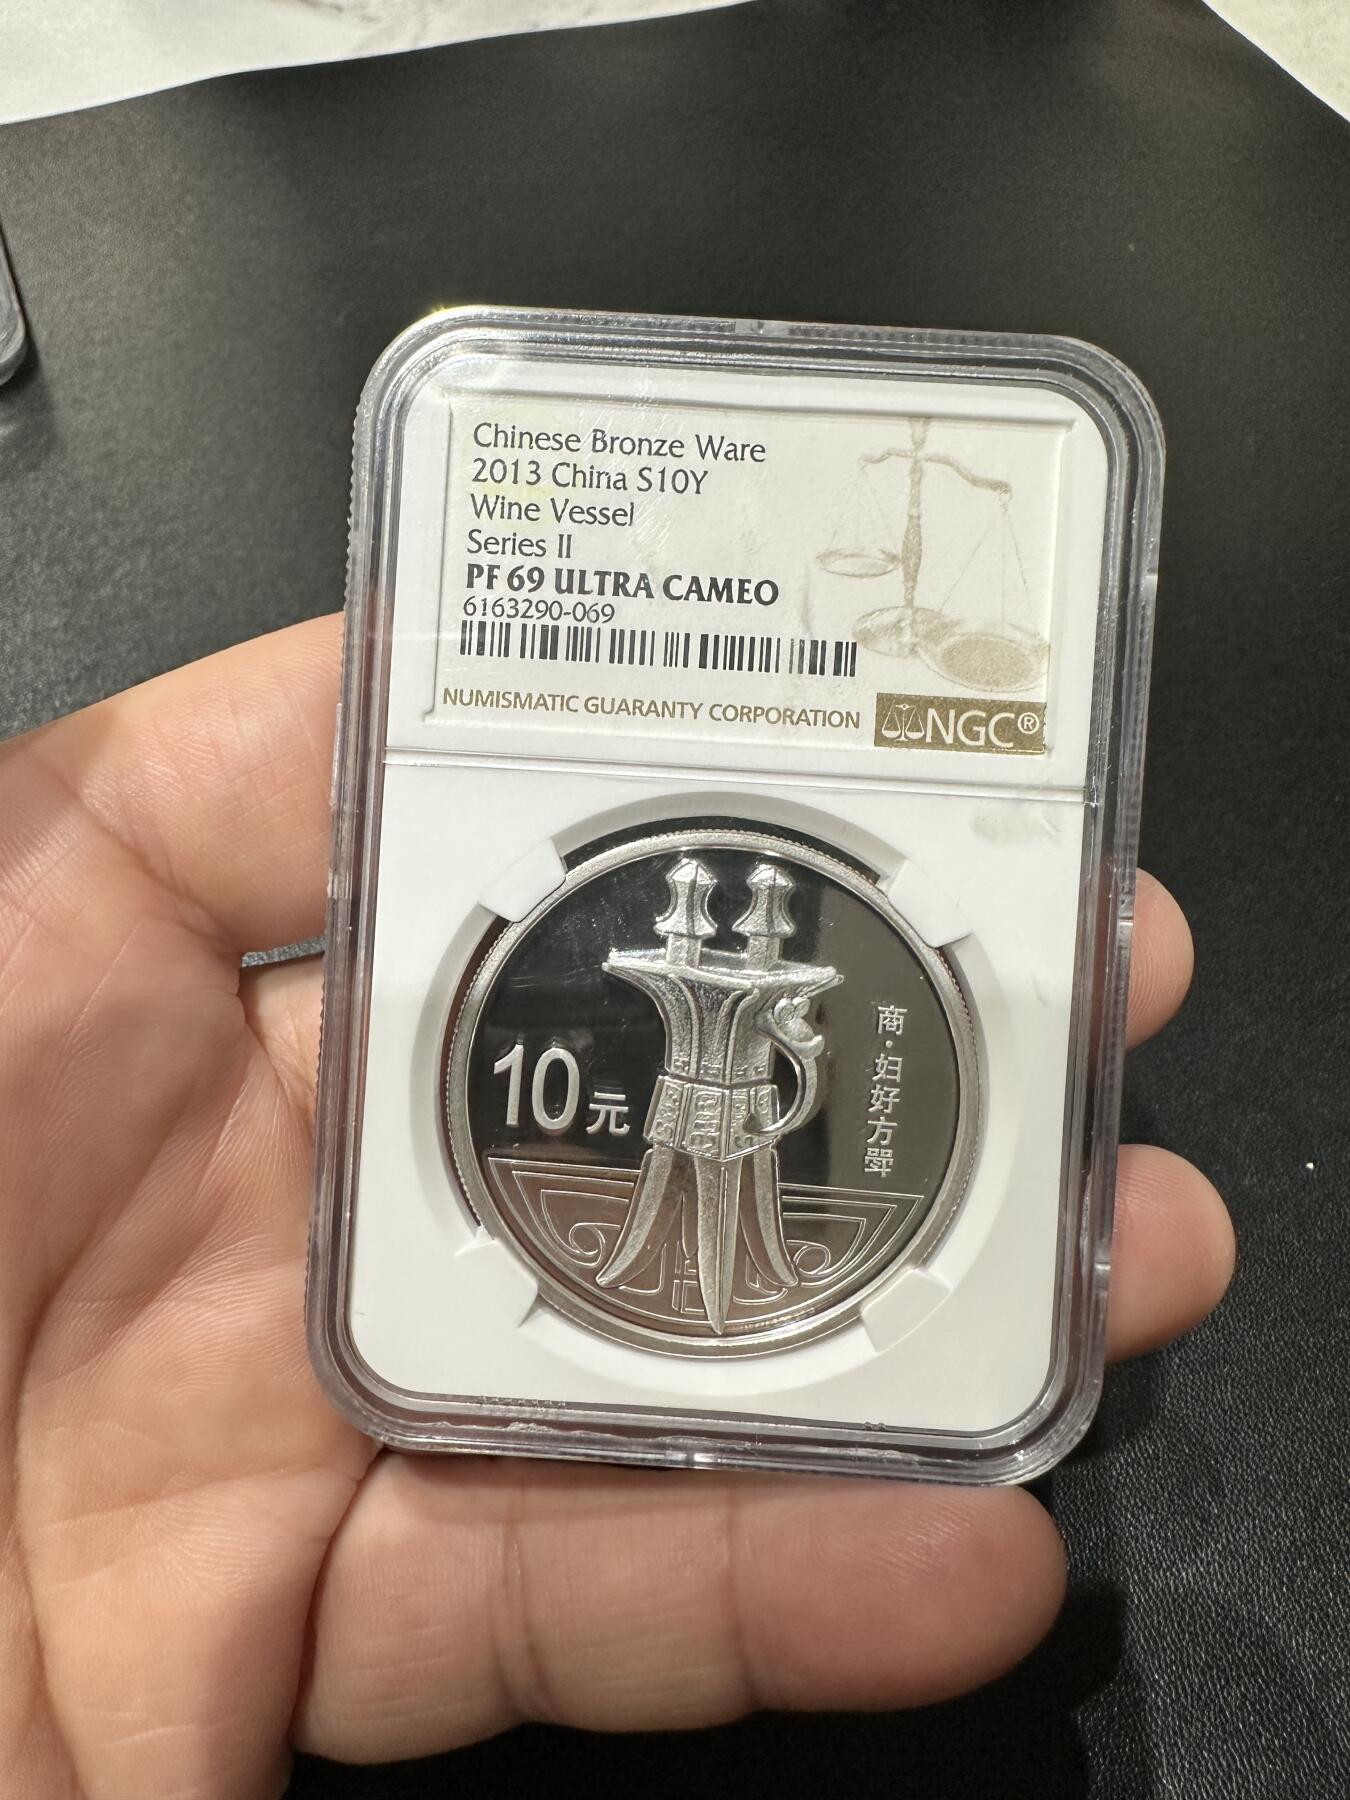 Chinese Bronze Ware
2013 China S10Y
Wine Vessel
Series II
PF 69 ULTRA CAMEO
6163290-069
NUMISMATIC GUARANTY CORPORATION
NGC®
10元
商·妇好方斝